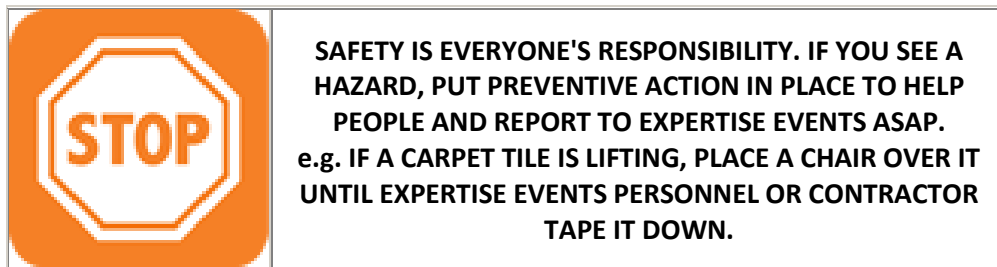 STOP
SAFETY IS EVERYONE'S RESPONSIBILITY. IF YOU SEE A
HAZARD, PUT PREVENTIVE ACTION IN PLACE TO HELP
PEOPLE AND REPORT TO EXPERTISE EVENTS ASAP.
e.g. IF A CARPET TILE IS LIFTING, PLACE A CHAIR OVER IT
UNTIL EXPERTISE EVENTS PERSONNEL OR CONTRACTOR
TAPE IT DOWN.